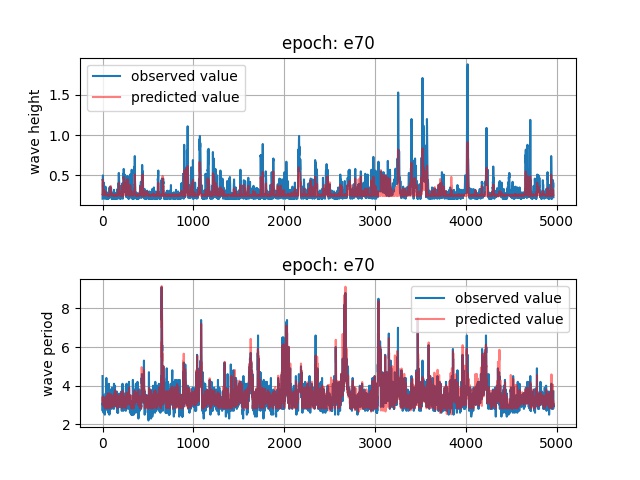 epoch: e70
observed value
predicted value
wave height
1.5
1.0
0.5
0 1000 2000 3000 4000 5000
epoch: e70
observed value
predicted value
wave period
8
6
4
2
0 1000 2000 3000 4000 5000